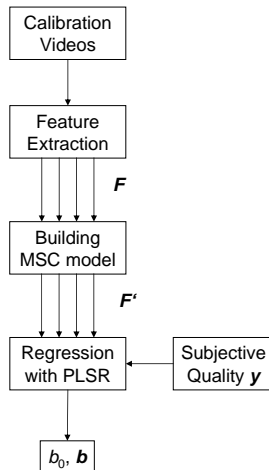 Calibration
Videos
Feature
Extraction
F
Building
MSC model
F'
Regression
with PLSR
Subjective
Quality y
b₀, b